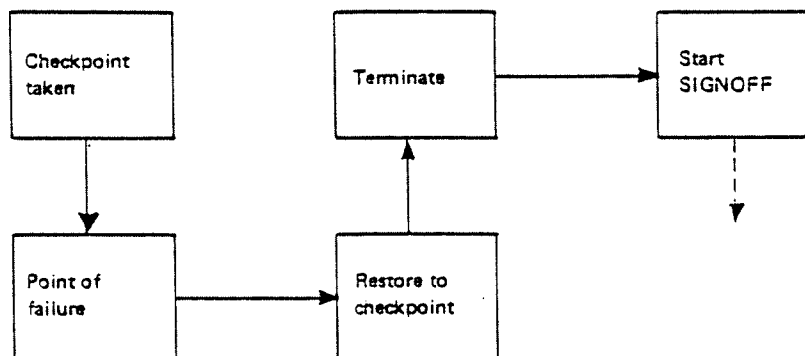 Checkpoint
taken
Terminate
Start
SIGNOFF
Point of
failure
Restore to
checkpoint